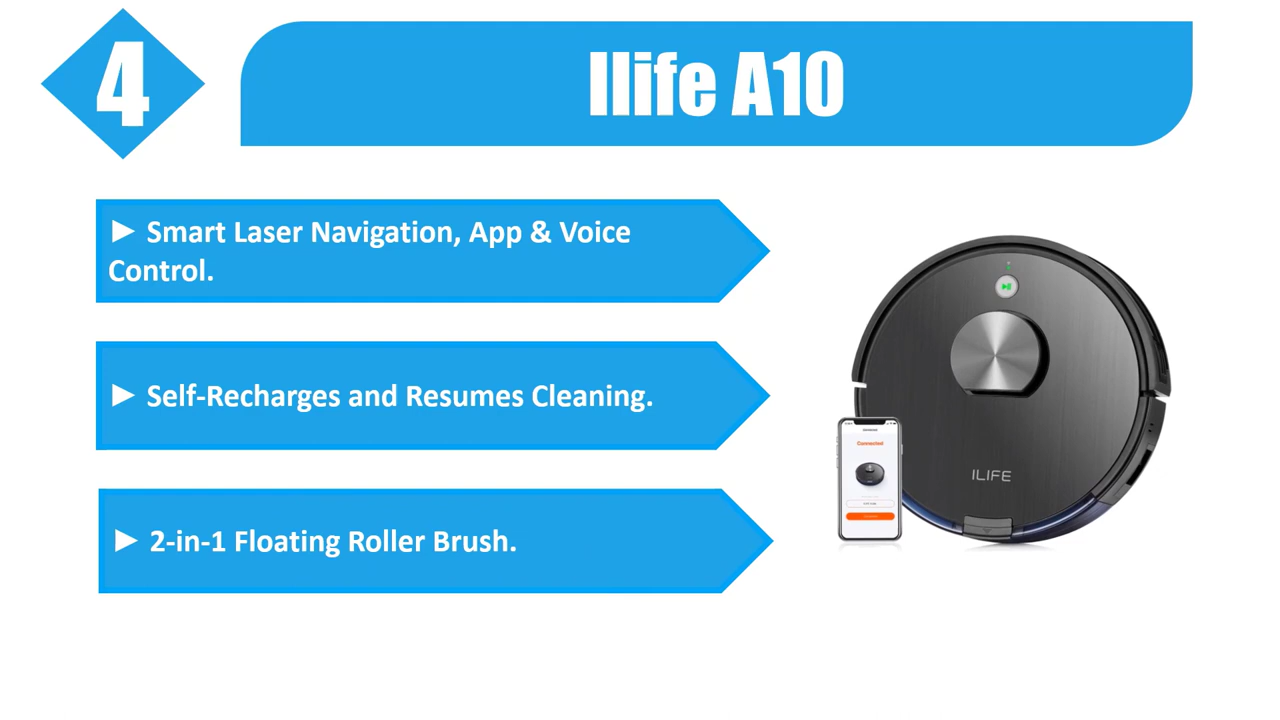 4
Ilife A10
► Smart Laser Navigation, App & Voice
Control.
► Self-Recharges and Resumes Cleaning.
► 2-in-1 Floating Roller Brush.
Connected
ILIFE